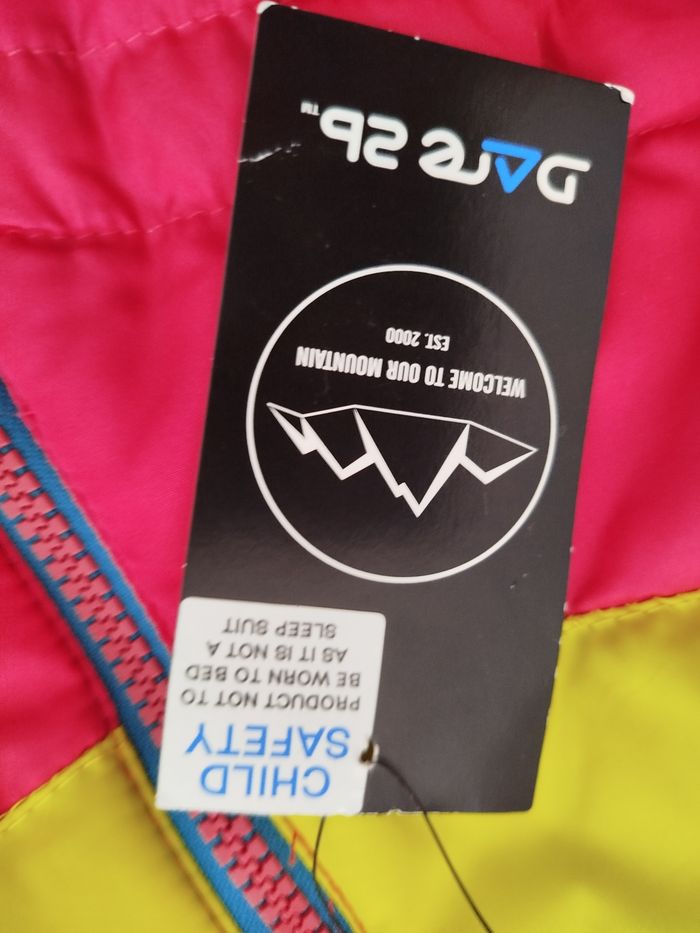 CHILD
SAFETY
PRODUCT NOT TO
BE WORN TO BED
AS IT IS NOT A
SLEEP SUIT
WELCOME TO OUR MOUNTAIN
EST. 2000
DARE 2b™